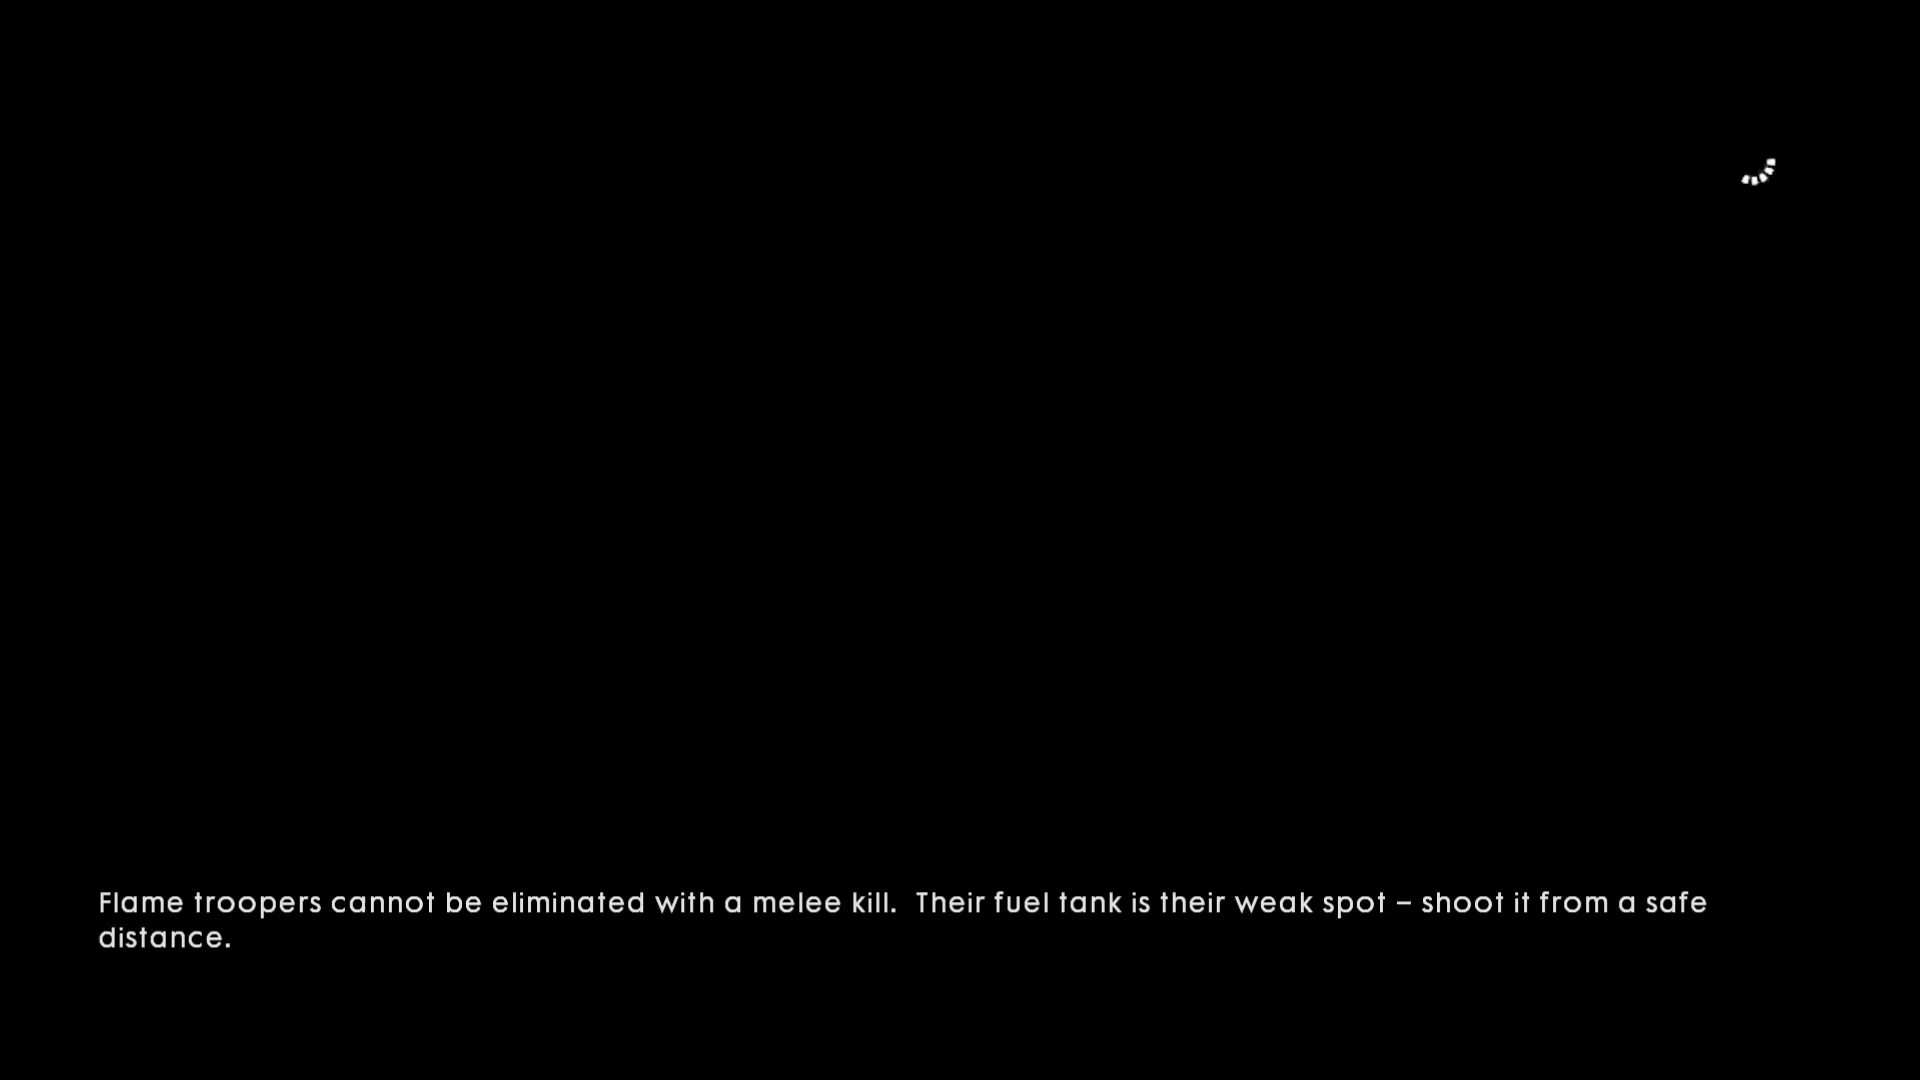 Flame troopers cannot be eliminated with a melee kill.  Their fuel tank is their weak spot – shoot it from a safe
distance.